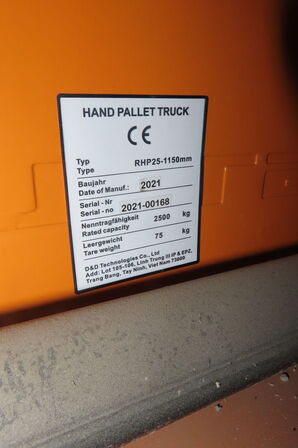 HAND PALLET TRUCK
CE
Typ
Type RHP25-1150mm
Baujahr
Date of Manuf.: 2021
Serial - Nr
Serial - no 2021-00168
Nenntragfähigkeit
Rated capacity 2500 kg
Leergewicht
Tare weight 75 kg
D&D Technologies Co., Ltd
Add: Lot 105-106, Linh Trung III IP & EPZ,
Trang Bang, Tay Ninh, Viet Nam 73000